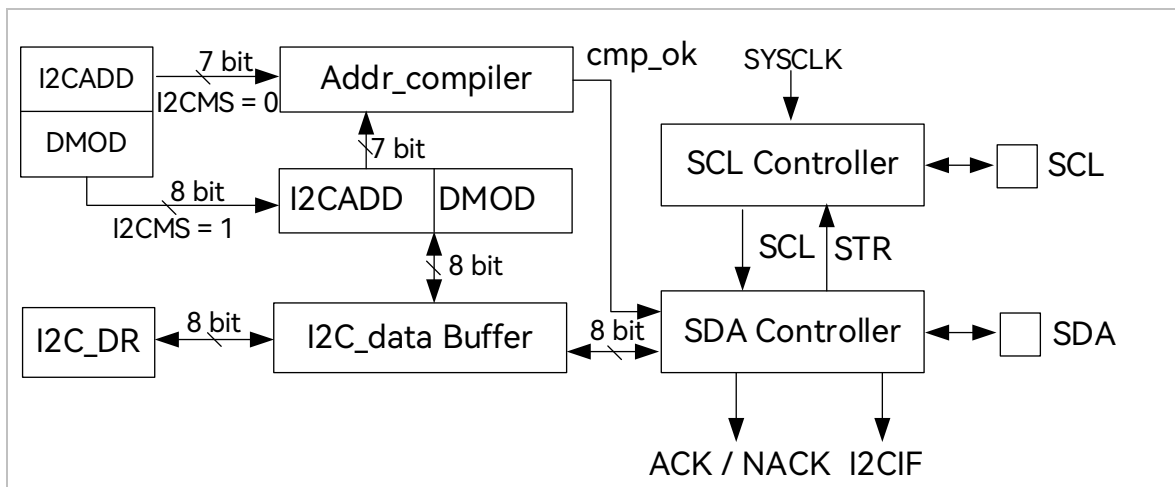 I2CADD
DMOD
7 bit
I2CMS = 0
Addr_compiler
cmp_ok
SYSCLK
7 bit
8 bit
I2CMS = 1
I2CADD
DMOD
SCL Controller
SCL
SCL
STR
8 bit
I2C_DR
8 bit
I2C_data Buffer
8 bit
SDA Controller
SDA
ACK / NACK
I2CIF